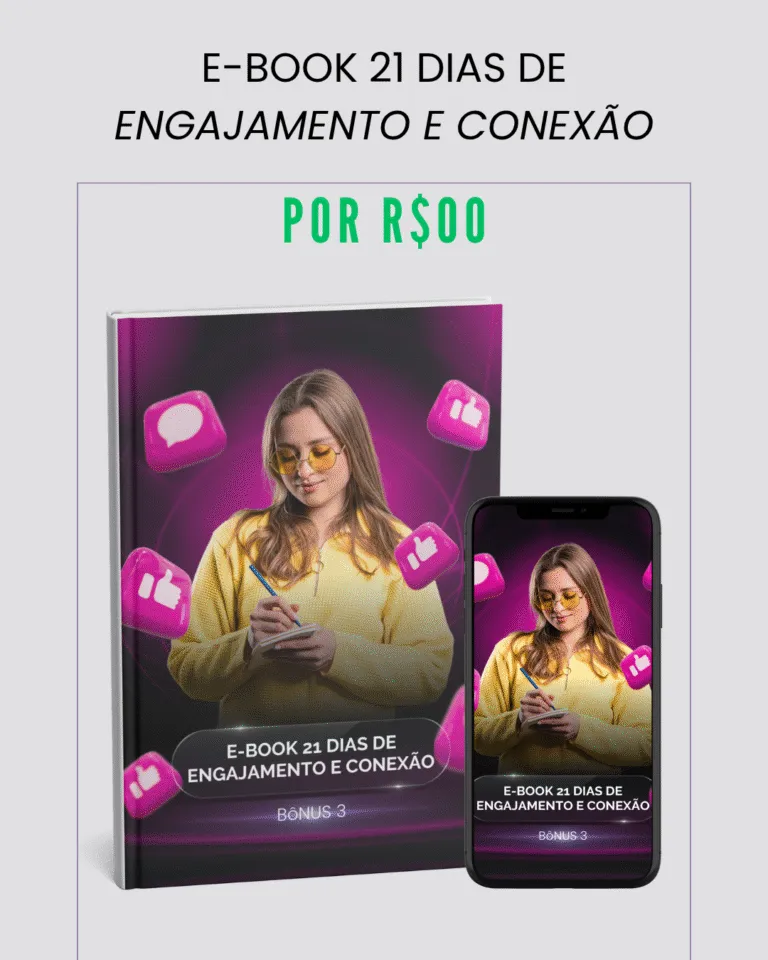 E-BOOK 21 DIAS DE
ENGAJAMENTO E CONEXÃO
POR R$00
E-BOOK 21 DIAS DE
ENGAJAMENTO E CONEXÃO
BôNUS 3
E-BOOK 21 DIAS DE
ENGAJAMENTO E CONEXÃO
BôNUS 3